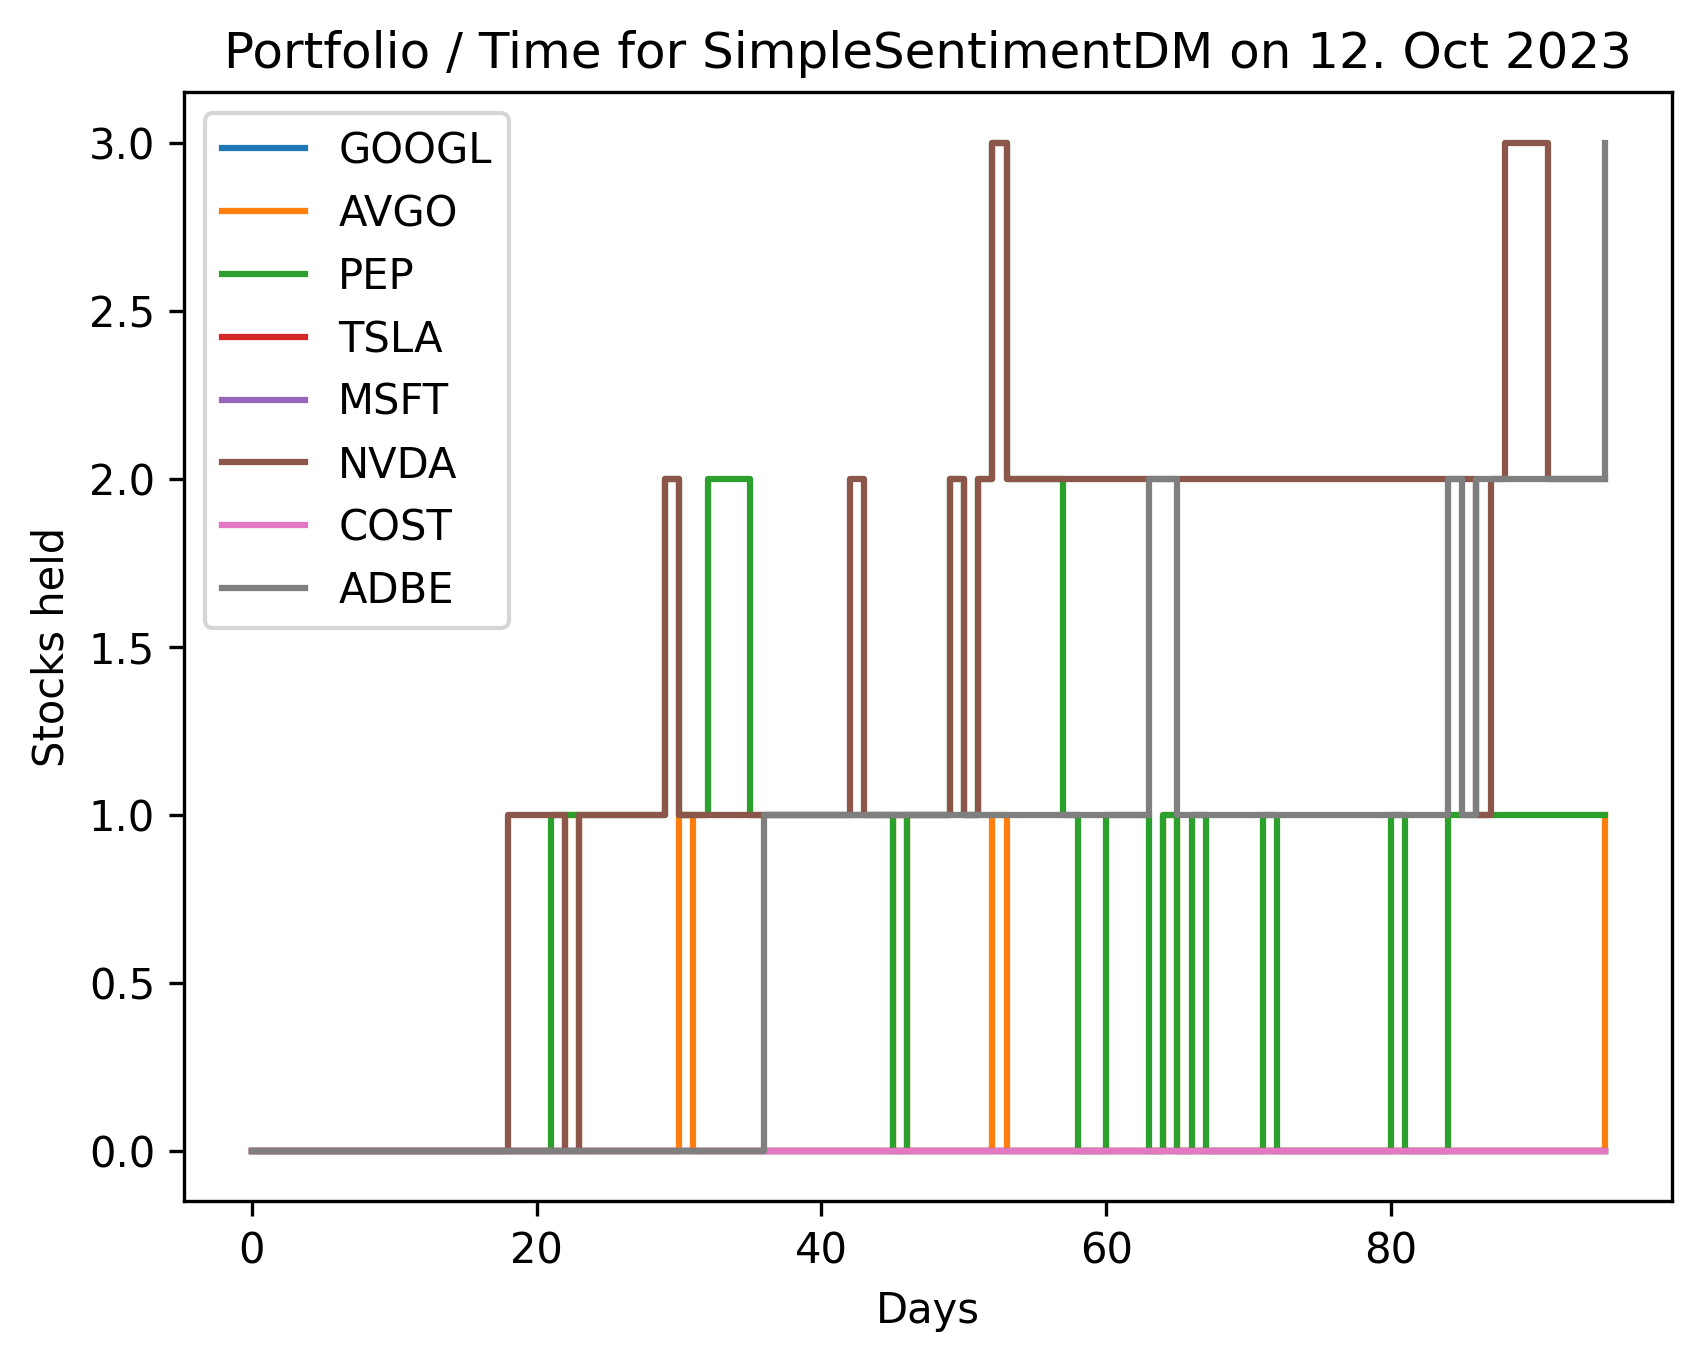 Portfolio / Time for SimpleSentimentDM on 12. Oct 2023
GOOGL
AVGO
PEP
TSLA
MSFT
NVDA
COST
ADBE
3.0
2.5
2.0
1.5
1.0
0.5
0.0
Stocks held
0 20 40 60 80
Days